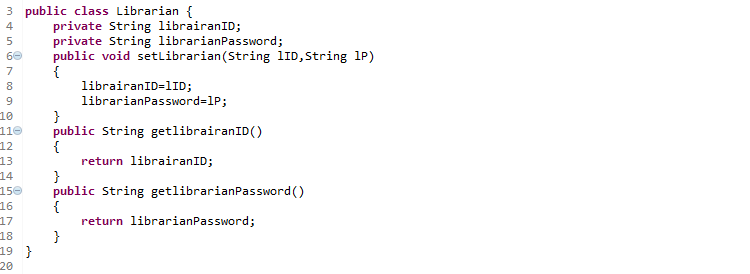 3 public class Librarian {
4     private String librairanID;
5     private String librarianPassword;
6     public void setLibrarian(String lID,String lP)
7     {
8         librairanID=lID;
9         librarianPassword=lP;
10     }
11     public String getlibrairanID()
12     {
13         return librairanID;
14     }
15     public String getlibrarianPassword()
16     {
17         return librarianPassword;
18     }
19 }
20